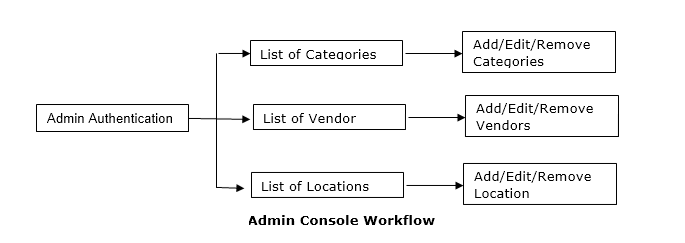 List of Categories
Add/Edit/Remove
Categories
Admin Authentication
List of Vendor
Add/Edit/Remove
Vendors
List of Locations
Add/Edit/Remove
Location
Admin Console Workflow